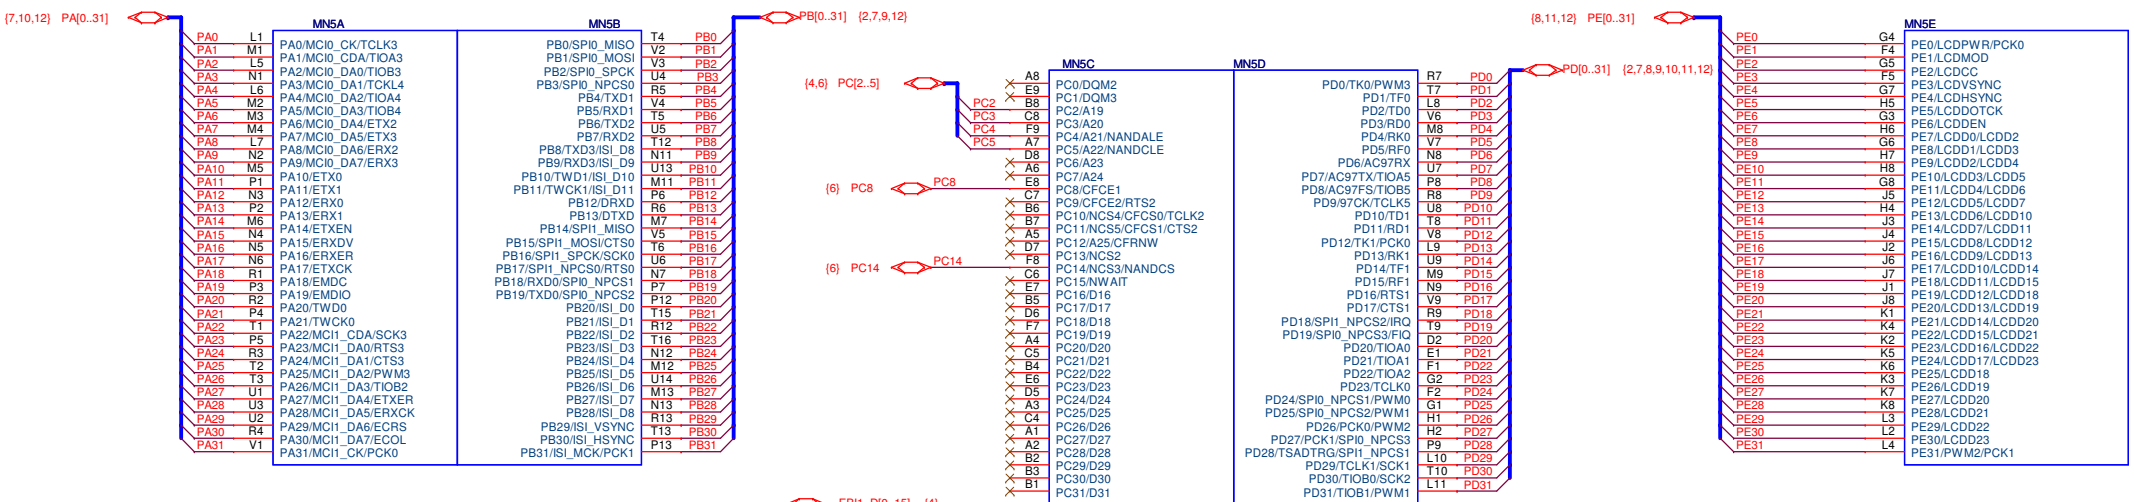 {7,10,12} PA[0..31]
MN5A
PA0 L1 PA0/MCI0_CK/TCLK3
PA1 M1 PA1/MCI0_CDA/TIOA3
PA2 L5 PA2/MCI0_DA0/TIOB3
PA3 N1 PA3/MCI0_DA1/TCKL4
PA4 L6 PA4/MCI0_DA2/TIOA4
PA5 M2 PA5/MCI0_DA3/TIOB4
PA6 M3 PA6/MCI0_DA4/ETX2
PA7 M4 PA7/MCI0_DA5/ETX3
PA8 L7 PA8/MCI0_DA6/ERX2
PA9 N2 PA9/MCI0_DA7/ERX3
PA10 M5 PA10/ETX0
PA11 P1 PA11/ETX1
PA12 N3 PA12/ERX0
PA13 P2 PA13/ERX1
PA14 M6 PA14/ETXEN
PA15 N4 PA15/ERXDV
PA16 N5 PA16/ERXER
PA17 N6 PA17/ETXCK
PA18 R1 PA18/EMDC
PA19 P3 PA19/EMDIO
PA20 R2 PA20/TWD0
PA21 P4 PA21/TWCK0
PA22 T1 PA22/MCI1_CDA/SCK3
PA23 P5 PA23/MCI1_DA0/RTS3
PA24 R3 PA24/MCI1_DA1/CTS3
PA25 T2 PA25/MCI1_DA2/PWM3
PA26 T3 PA26/MCI1_DA3/TIOB2
PA27 U1 PA27/MCI1_DA4/ETXER
PA28 U3 PA28/MCI1_DA5/ERXCK
PA29 U2 PA29/MCI1_DA6/ECRS
PA30 R4 PA30/MCI1_DA7/ECOL
PA31 V1 PA31/MCI1_CK/PCK0
MN5B
PB[0..31] {2,7,9,12}
PB0/SPI0_MISO T4 PB0
PB1/SPI0_MOSI V2 PB1
PB2/SPI0_SPCK V3 PB2
PB3/SPI0_NPCS0 U4 PB3
PB4/TXD1 R5 PB4
PB5/RXD1 V4 PB5
PB6/TXD2 T5 PB6
PB7/RXD2 U5 PB7
PB8/TXD3/ISI_D8 T12 PB8
PB9/RXD3/ISI_D9 N11 PB9
PB10/TWD1/ISI_D10 U13 PB10
PB11/TWCK1/ISI_D11 M11 PB11
PB12/DRXD P6 PB12
PB13/DTXD R6 PB13
PB14/SPI1_MISO M7 PB14
PB15/SPI1_MOSI/CTS0 V5 PB15
PB16/SPI1_SPCK/SCK0 T6 PB16
PB17/SPI1_NPCS0/RTS0 U6 PB17
PB18/RXD0/SPI0_NPCS1 N7 PB18
PB19/TXD0/SPI0_NPCS2 P7 PB19
PB20/ISI_D0 P12 PB20
PB21/ISI_D1 T15 PB21
PB22/ISI_D2 R12 PB22
PB23/ISI_D3 T16 PB23
PB24/ISI_D4 N12 PB24
PB25/ISI_D5 M12 PB25
PB26/ISI_D6 U14 PB26
PB27/ISI_D7 M13 PB27
PB28/ISI_D8 N13 PB28
PB29/ISI_VSYNC R13 PB29
PB30/ISI_HSYNC T13 PB30
PB31/ISI_MCK/PCK1 P13 PB31
{4,6} PC[2..5]
MN5C
A8 PC0/DQM2
E9 PC1/DQM3
PC2 B8 PC2/A19
PC3 C8 PC3/A20
PC4 F9 PC4/A21/NANDALE
PC5 A7 PC5/A22/NANDCLE
D8 PC6/A23
A6 PC7/A24
{6} PC8 PC8 E8 PC8/CFCE1
C7 PC9/CFCE2/RTS2
B6 PC10/NCS4/CFCS0/TCLK2
B7 PC11/NCS5/CFCS1/CTS2
A5 PC12/A25/CFRNW
D7 PC13/NCS2
{6} PC14 PC14 F8 PC14/NCS3/NANDCS
C6 PC15/NWAIT
E7 PC16/D16
B5 PC17/D17
D6 PC18/D18
F7 PC19/D19
A4 PC20/D20
C5 PC21/D21
B4 PC22/D22
E6 PC23/D23
D5 PC24/D24
A3 PC25/D25
C4 PC26/D26
A1 PC27/D27
A2 PC28/D28
B2 PC29/D29
B3 PC30/D30
B1 PC31/D31
MN5D
PD[0..31] {2,7,8,9,10,11,12}
PD0/TK0/PWM3 R7 PD0
PD1/TF0 T7 PD1
PD2/TD0 L8 PD2
PD3/RD0 V6 PD3
PD4/RK0 M8 PD4
PD5/RF0 V7 PD5
PD6/AC97RX N8 PD6
PD7/AC97TX/TIOA5 U7 PD7
PD8/AC97FS/TIOB5 P8 PD8
PD9/97CK/TCLK5 R8 PD9
PD10/TD1 U8 PD10
PD11/RD1 T8 PD11
PD12/TK1/PCK0 V8 PD12
PD13/RK1 L9 PD13
PD14/TF1 U9 PD14
PD15/RF1 M9 PD15
PD16/RTS1 N9 PD16
PD17/CTS1 V9 PD17
PD18/SPI1_NPCS2/IRQ R9 PD18
PD19/SPI0_NPCS3/FIQ T9 PD19
PD20/TIOA0 D2 PD20
PD21/TIOA1 E1 PD21
PD22/TIOA2 F1 PD22
PD23/TCLK0 G2 PD23
PD24/SPI0_NPCS1/PWM0 F2 PD24
PD25/SPI0_NPCS2/PWM1 G1 PD25
PD26/PCK0/PWM2 H1 PD26
PD27/PCK1/SPI0_NPCS3 H2 PD27
PD28/TSADTRG/SPI1_NPCS1 P9 PD28
PD29/TCLK1/SCK1 L10 PD29
PD30/TIOB0/SCK2 T10 PD30
PD31/TIOB1/PWM1 L11 PD31
{8,11,12} PE[0..31]
MN5E
PE0 G4 PE0/LCDPWR/PCK0
PE1 F4 PE1/LCDMOD
PE2 G5 PE2/LCDCC
PE3 F5 PE3/LCDVSYNC
PE4 G7 PE4/LCDHSYNC
PE5 H5 PE5/LCDDOTCK
PE6 G3 PE6/LCDDEN
PE7 H6 PE7/LCDD0/LCDD2
PE8 G6 PE8/LCDD1/LCDD3
PE9 H7 PE9/LCDD2/LCDD4
PE10 H8 PE10/LCDD3/LCDD5
PE11 G8 PE11/LCDD4/LCDD6
PE12 J5 PE12/LCDD5/LCDD7
PE13 H4 PE13/LCDD6/LCDD10
PE14 J3 PE14/LCDD7/LCDD11
PE15 J4 PE15/LCDD8/LCDD12
PE16 J2 PE16/LCDD9/LCDD13
PE17 J6 PE17/LCDD10/LCDD14
PE18 J7 PE18/LCDD11/LCDD15
PE19 J1 PE19/LCDD12/LCDD18
PE20 J8 PE20/LCDD13/LCDD19
PE21 K1 PE21/LCDD14/LCDD20
PE22 K4 PE22/LCDD15/LCDD21
PE23 K2 PE23/LCDD16/LCDD22
PE24 K5 PE24/LCDD17/LCDD23
PE25 K6 PE25/LCDD18
PE26 K3 PE26/LCDD19
PE27 K7 PE27/LCDD20
PE28 K8 PE28/LCDD21
PE29 L3 PE29/LCDD22
PE30 L2 PE30/LCDD23
PE31 L4 PE31/PWM2/PCK1